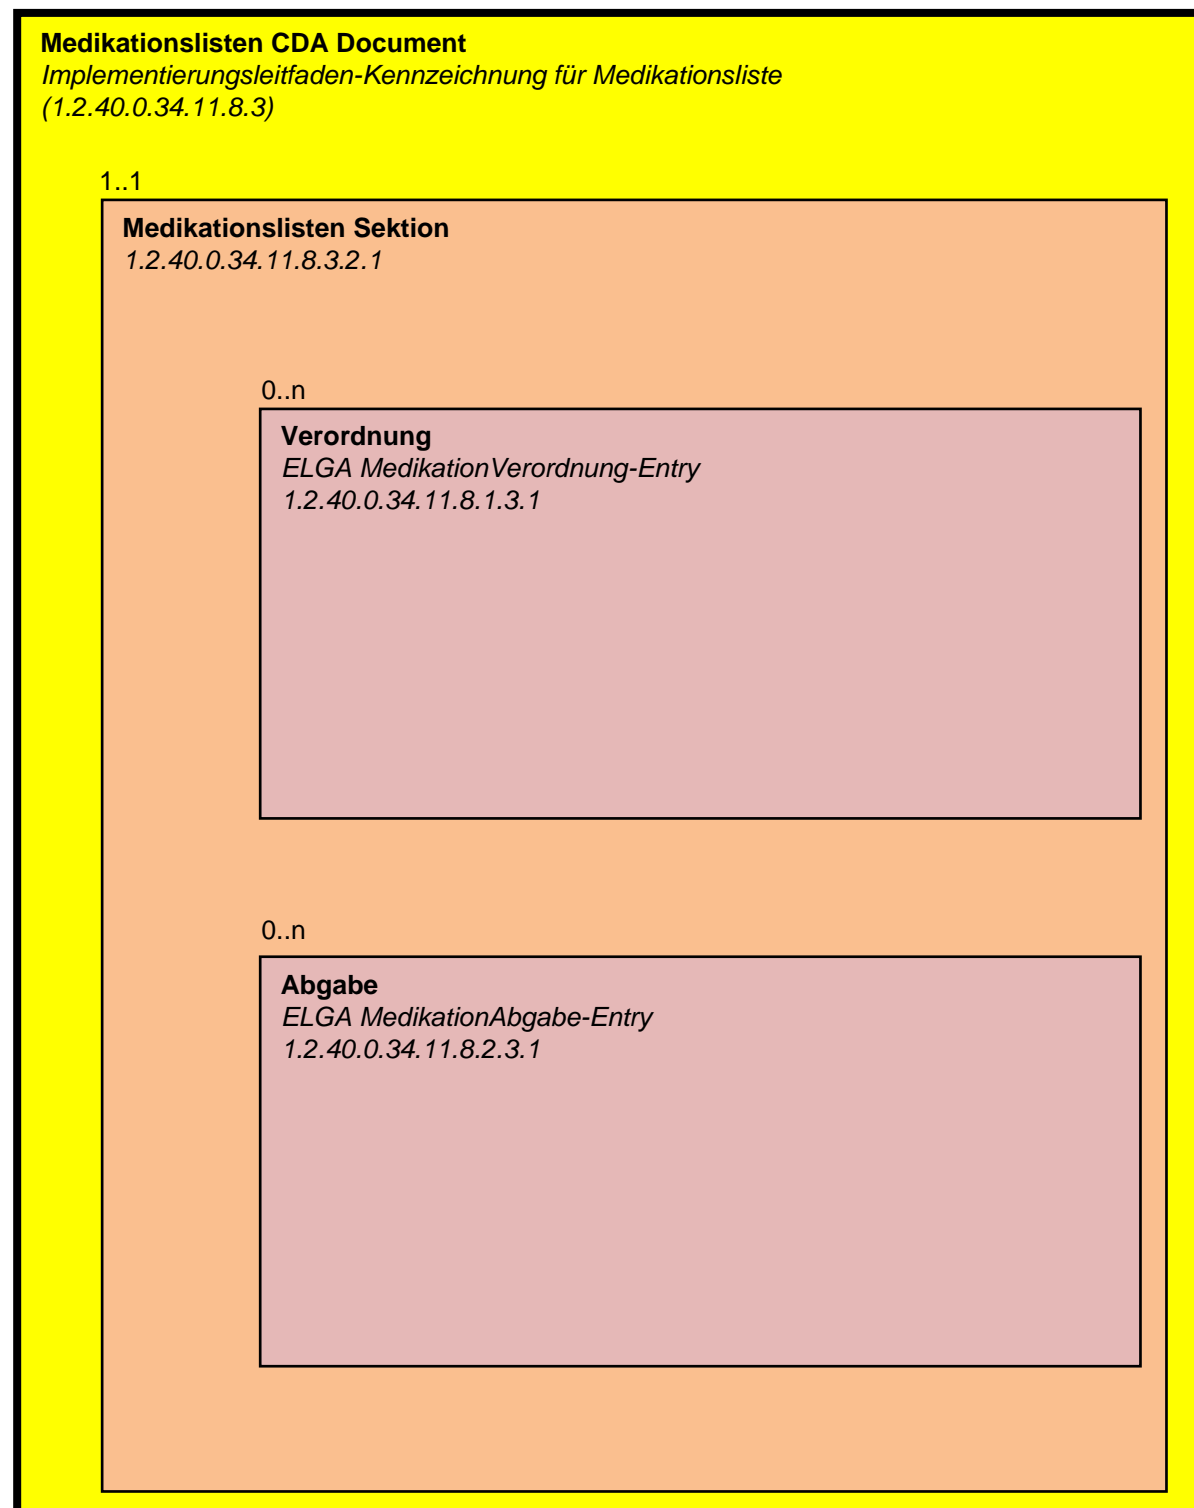 Medikationslisten CDA Document
Implementierungsleitfaden-Kennzeichnung für Medikationsliste
(1.2.40.0.34.11.8.3)
1..1
Medikationslisten Sektion
1.2.40.0.34.11.8.3.2.1
0..n
Verordnung
ELGA MedikationVerordnung-Entry
1.2.40.0.34.11.8.1.3.1
0..n
Abgabe
ELGA MedikationAbgabe-Entry
1.2.40.0.34.11.8.2.3.1